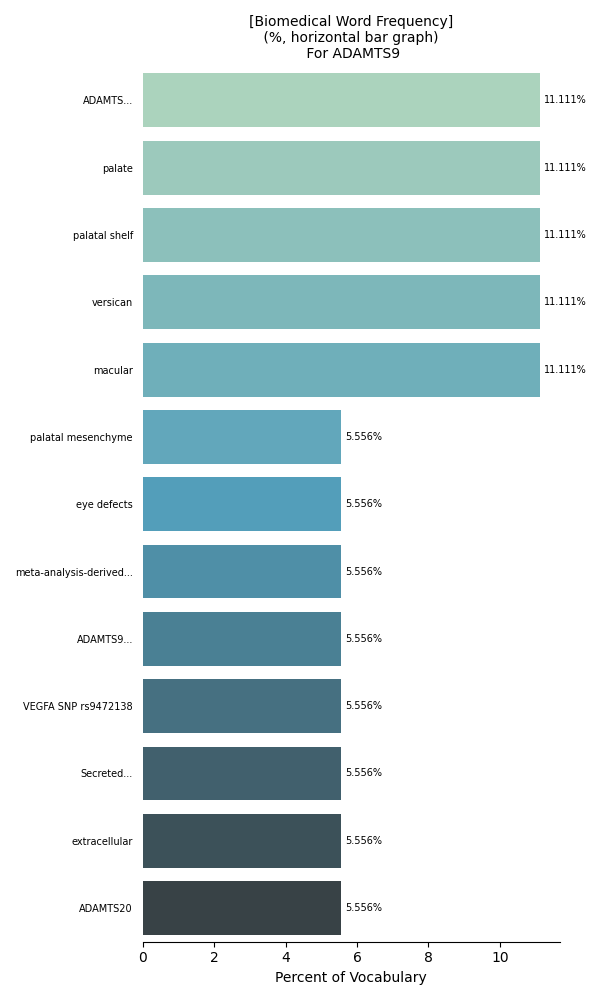 [Biomedical Word Frequency]
(%, horizontal bar graph)
For ADAMTS9
ADAMTS... 11.111%
palate 11.111%
palatal shelf 11.111%
versican 11.111%
macular 11.111%
palatal mesenchyme 5.556%
eye defects 5.556%
meta-analysis-derived... 5.556%
ADAMTS9... 5.556%
VEGFA SNP rs9472138 5.556%
Secreted... 5.556%
extracellular 5.556%
ADAMTS20 5.556%
0 2 4 6 8 10
Percent of Vocabulary